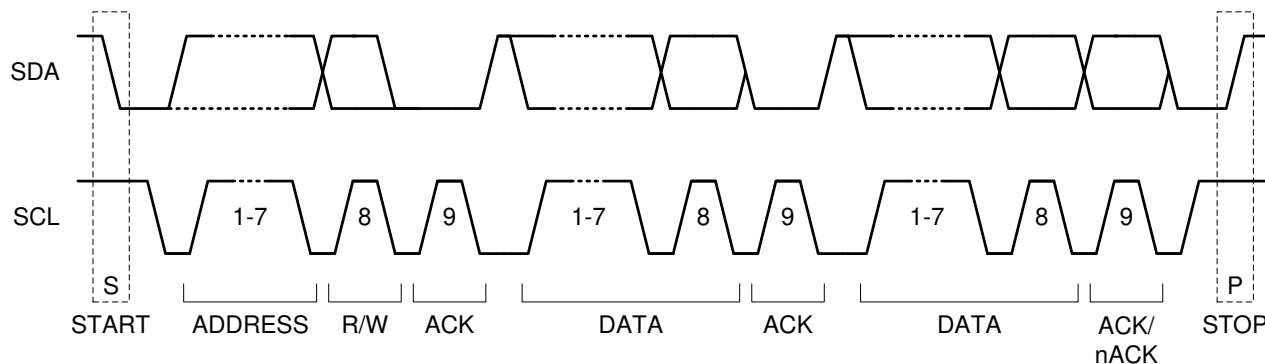 SDA
SCL 1-7 8 9 1-7 8 9 1-7 8 9
S P
START ADDRESS R/W ACK DATA ACK DATA ACK/ STOP
nACK